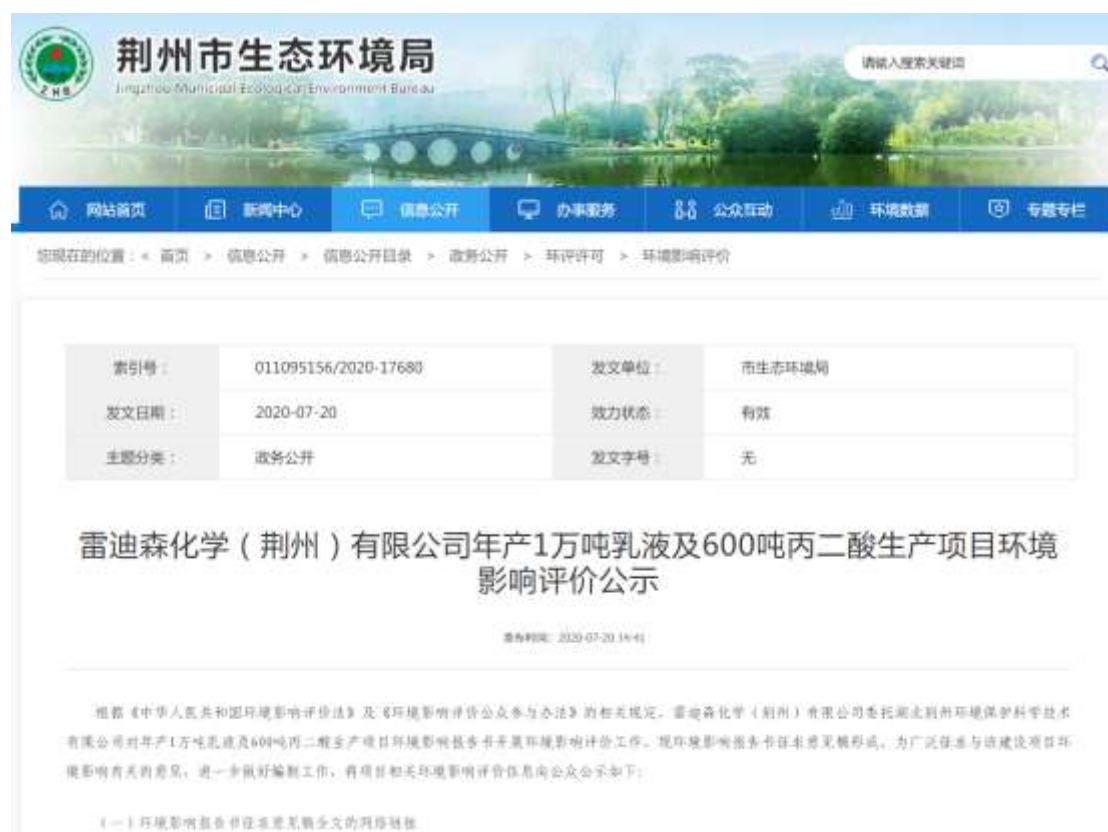 荆州市生态环境局
Jingzhou Municipal Ecological Environment Bureau
ZHB
请输入搜索关键词
网站首页 新闻中心 信息公开 办事服务 公众互动 环境数据 专题专栏
您现在的位置：< 首页 > 信息公开 > 信息公开目录 > 政务公开 > 环评许可 > 环境影响评价
索引号： 011095156/2020-17680 发文单位： 市生态环境局
发文日期： 2020-07-20 效力状态： 有效
主题分类： 政务公开 发文字号： 无
雷迪森化学（荆州）有限公司年产1万吨乳液及600吨丙二酸生产项目环境
影响评价公示
发布时间：2020-07-20 14:41
根据《中华人民共和国环境影响评价法》及《环境影响评价公众参与办法》的相关规定，雷迪森化学（荆州）有限公司委托湖北荆州环境保护科学技术
有限公司对年产1万吨乳液及600吨丙二酸生产项目环境影响报告书开展环境影响评价工作。现环境影响报告书征求意见稿形成，为广泛征求与该建设项目环
境影响有关的意见，进一步做好编制工作，将项目相关环境影响评价信息向公众公示如下：
（一）环境影响报告书征求意见稿全文的网络链接